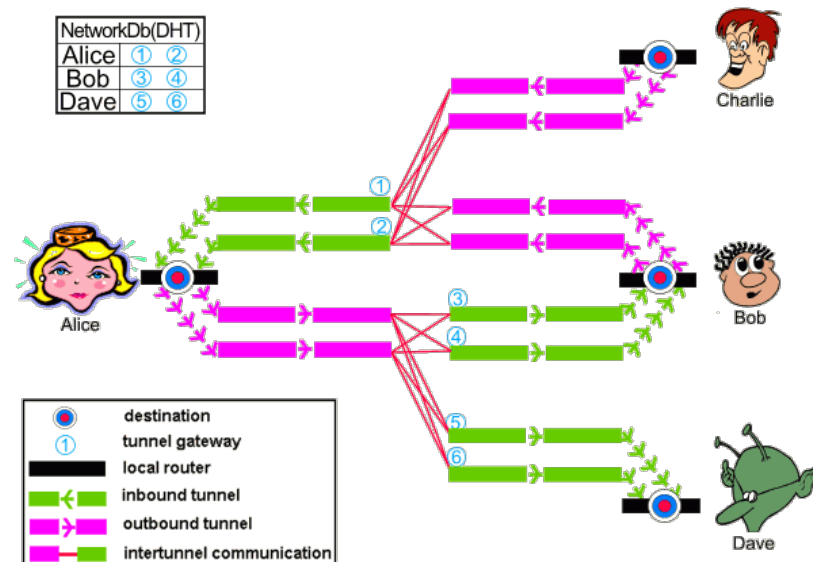 NetworkDb(DHT)
Alice ① ②
Bob ③ ④
Dave ⑤ ⑥
Charlie
①
②
Alice
③
④
Bob
⑤
⑥
Dave
destination
① tunnel gateway
local router
inbound tunnel
outbound tunnel
intertunnel communication